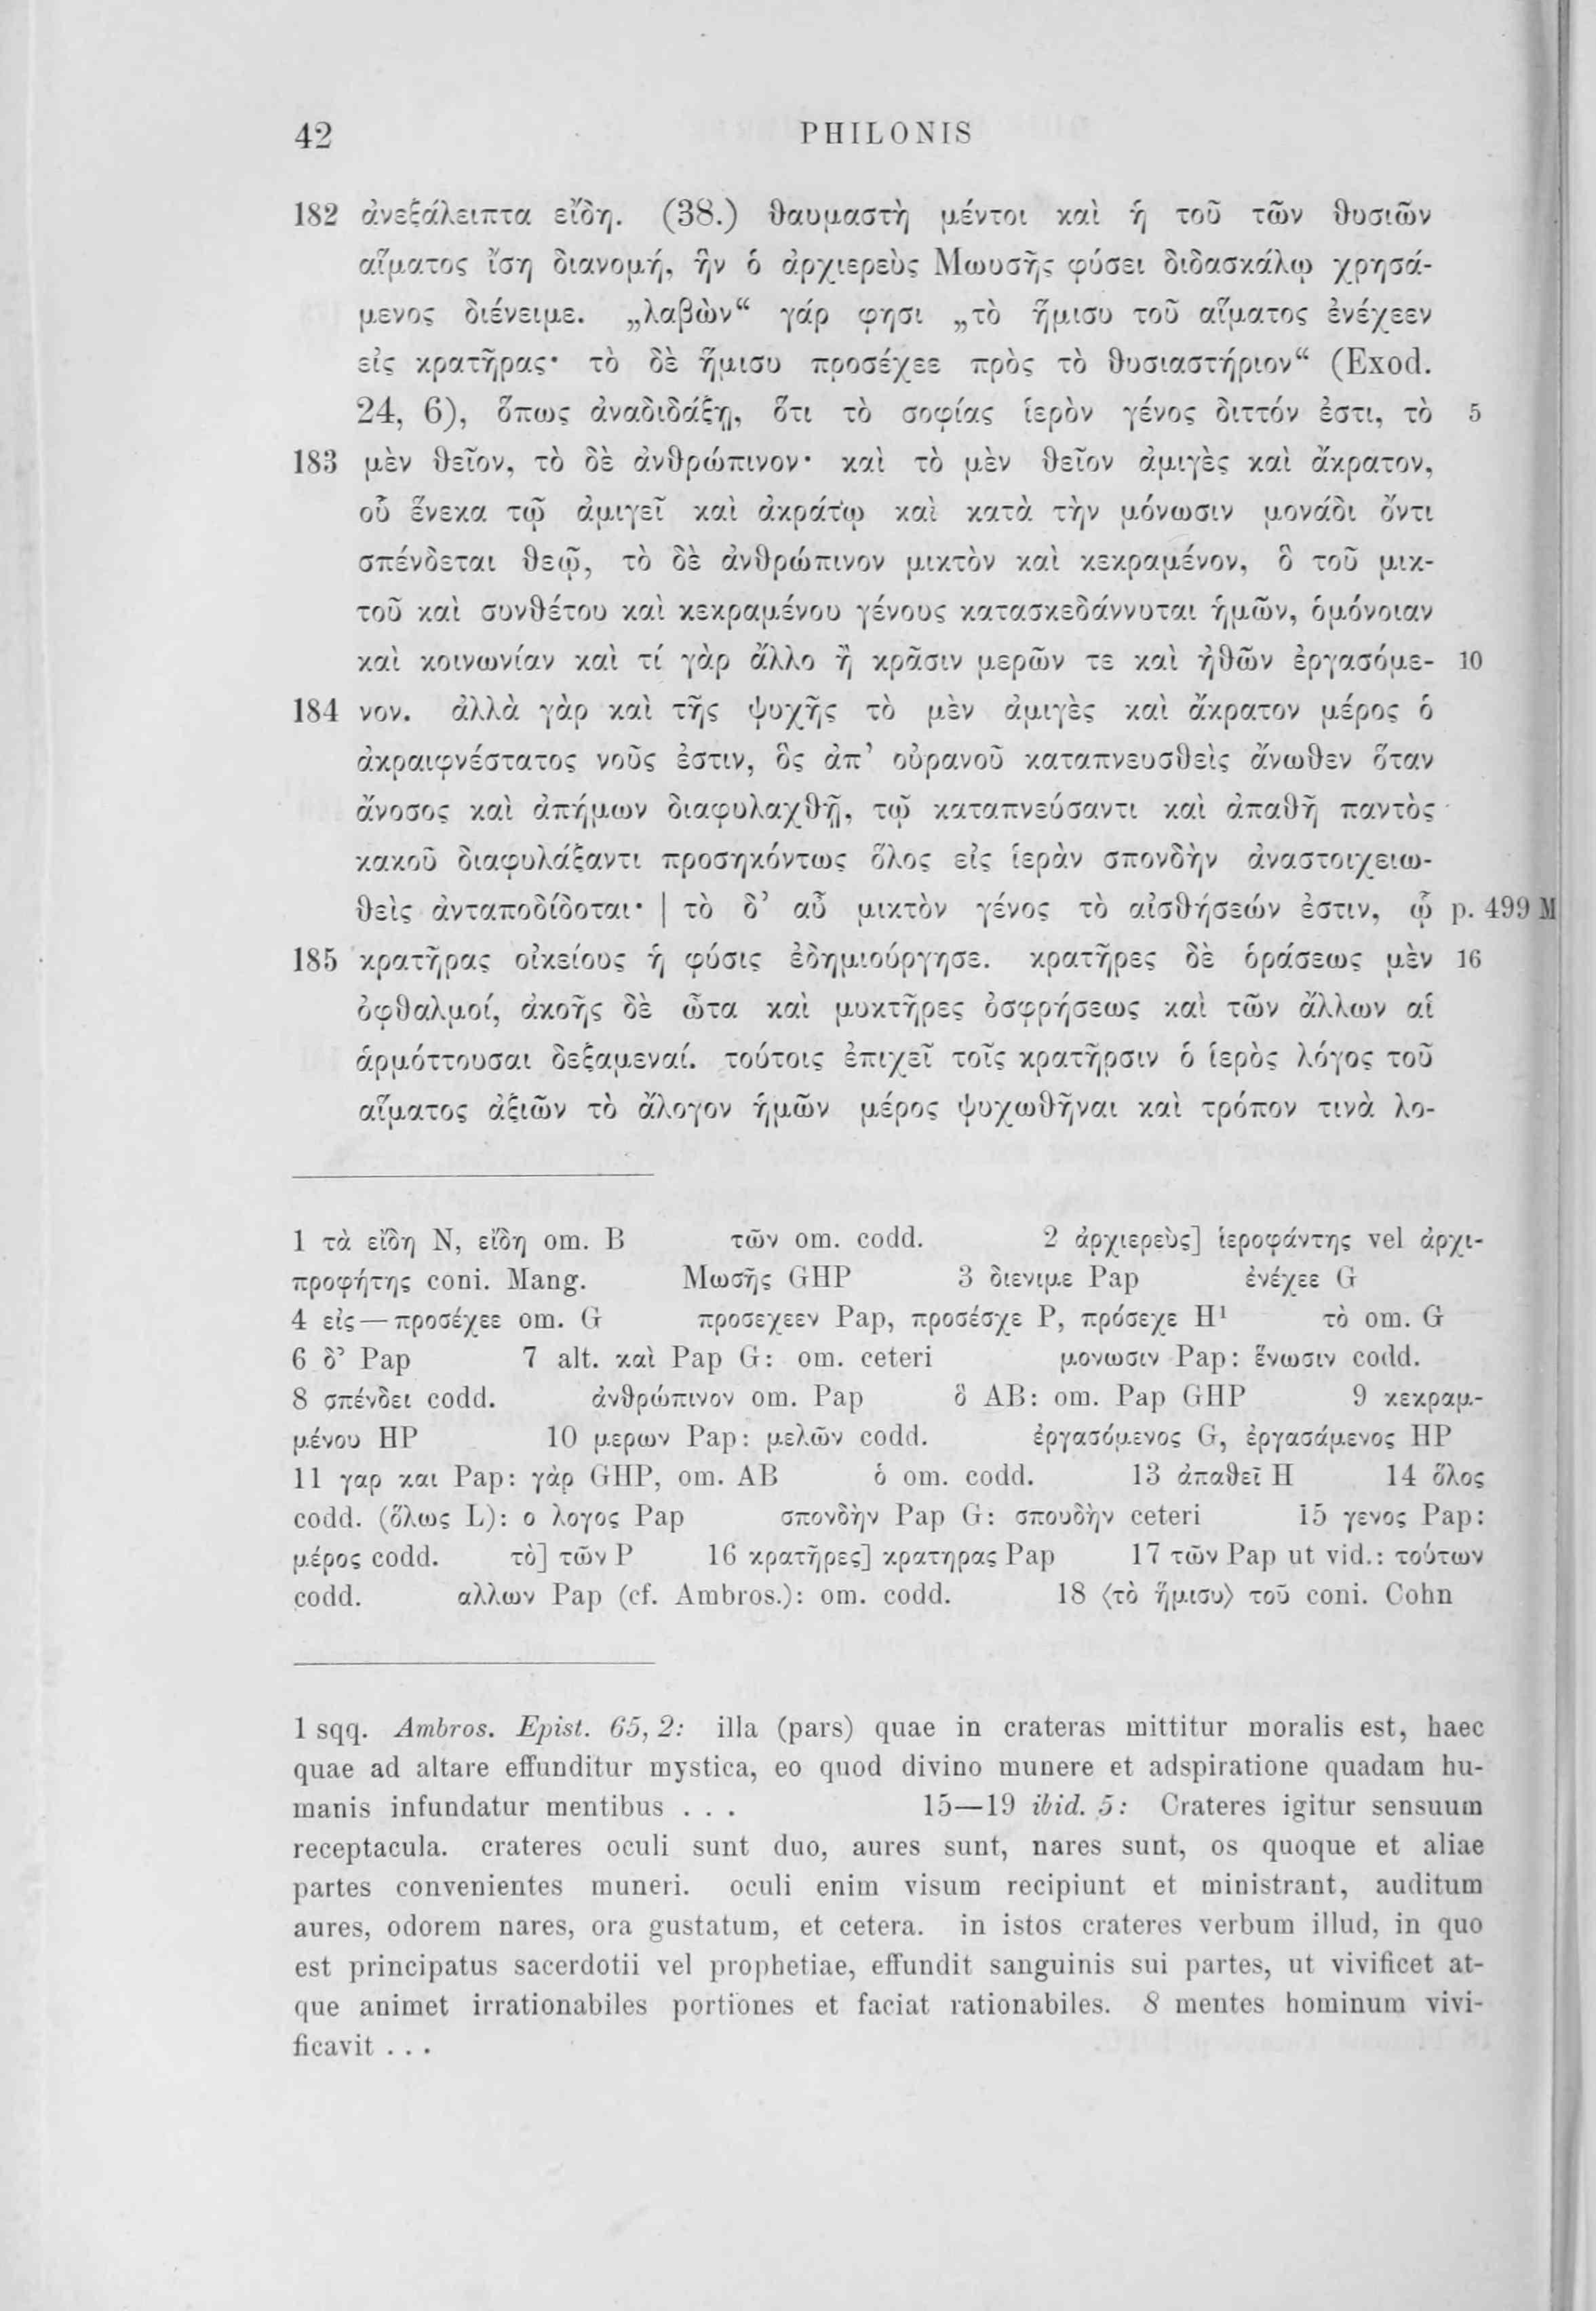 42 PHILONIS
182 ἀνεξάλειπτα εἴδη. (38.) θαυμαστὴ μέντοι καὶ ἡ τοῦ τῶν θυσιῶν
αἵματος ἴση διανομή, ἣν ὁ ἀρχιερεὺς Μωυσῆς φύσει διδασκάλῳ χρησά-
μενος διένειμε. „λαβὼν“ γάρ φησι „τὸ ἥμισυ τοῦ αἵματος ἐνέχεεν
εἰς κρατῆρας· τὸ δὲ ἥμισυ προσέχεε πρὸς τὸ θυσιαστήριον“ (Exod.
24, 6), ὅπως ἀναδιδάξῃ, ὅτι τὸ σοφίας ἱερὸν γένος διττόν ἐστι, τὸ 5
183 μὲν θεῖον, τὸ δὲ ἀνθρώπινον· καὶ τὸ μὲν θεῖον ἀμιγὲς καὶ ἄκρατον,
οὗ ἕνεκα τῷ ἀμιγεῖ καὶ ἀκράτῳ καὶ κατὰ τὴν μόνωσιν μονάδι ὄντι
σπένδεται θεῷ, τὸ δὲ ἀνθρώπινον μικτὸν καὶ κεκραμένον, ὃ τοῦ μικ-
τοῦ καὶ συνθέτου καὶ κεκραμένου γένους κατασκεδάννυται ἡμῶν, ὁμόνοιαν
καὶ κοινωνίαν καὶ τί γὰρ ἄλλο ἢ κρᾶσιν μερῶν τε καὶ ἠθῶν ἐργασόμε- 10
184 νον. ἀλλὰ γὰρ καὶ τῆς ψυχῆς τὸ μὲν ἀμιγὲς καὶ ἄκρατον μέρος ὁ
ἀκραιφνέστατος νοῦς ἐστιν, ὃς ἀπ’ οὐρανοῦ καταπνευσθεὶς ἄνωθεν ὅταν
ἄνοσος καὶ ἀπήμων διαφυλαχθῇ, τῷ καταπνεύσαντι καὶ ἀπαθῆ παντὸς
κακοῦ διαφυλάξαντι προσηκόντως ὅλος εἰς ἱερὰν σπονδὴν ἀναστοιχειω-
θεὶς ἀνταποδίδοται· | τὸ δ’ αὖ μικτὸν γένος τὸ αἰσθήσεών ἐστιν, ᾧ p. 499 M
185 κρατῆρας οἰκείους ἡ φύσις ἐδημιούργησε. κρατῆρες δὲ ὁράσεως μὲν 16
ὀφθαλμοί, ἀκοῆς δὲ ὦτα καὶ μυκτῆρες ὀσφρήσεως καὶ τῶν ἄλλων αἱ
ἁρμόττουσαι δεξαμεναί. τούτοις ἐπιχεῖ τοῖς κρατῆρσιν ὁ ἱερὸς λόγος τοῦ
αἵματος ἀξιῶν τὸ ἄλογον ἡμῶν μέρος ψυχωθῆναι καὶ τρόπον τινὰ λο-
1 τὰ εἴδη N, εἴδη om. B τῶν om. codd. 2 ἀρχιερεὺς] ἱεροφάντης vel ἀρχι-
προφήτης coni. Mang. Μωσῆς GHP 3 διενιμε Pap ἐνέχεε G
4 εἰς—προσέχεε om. G προσεχεεν Pap, προσέσχε P, πρόσεχε H¹ τὸ om. G
6 δ’ Pap 7 alt. καὶ Pap G: om. ceteri μονωσιν Pap: ἕνωσιν codd.
8 σπένδει codd. ἀνθρώπινον om. Pap ὃ AB: om. Pap GHP 9 κεκραμ-
μένου HP 10 μερων Pap: μελῶν codd. ἐργασόμενος G, ἐργασάμενος HP
11 γαρ και Pap: γὰρ GHP, om. AB ὁ om. codd. 13 ἀπαθεῖ H 14 ὅλος
codd. (ὅλως L): ο λογος Pap σπονδὴν Pap G: σπουδὴν ceteri 15 γενος Pap:
μέρος codd. τὸ] τῶν P 16 κρατῆρες] κρατηρας Pap 17 τῶν Pap ut vid.: τούτων
codd. αλλων Pap (cf. Ambros.): om. codd. 18 ⟨τὸ ἥμισυ⟩ τοῦ coni. Cohn
1 sqq. Ambros. Epist. 65, 2: illa (pars) quae in crateras mittitur moralis est, haec
quae ad altare effunditur mystica, eo quod divino munere et adspiratione quadam hu-
manis infundatur mentibus . . . 15—19 ibid. 5: Crateres igitur sensuum
receptacula. crateres oculi sunt duo, aures sunt, nares sunt, os quoque et aliae
partes convenientes muneri. oculi enim visum recipiunt et ministrant, auditum
aures, odorem nares, ora gustatum, et cetera. in istos crateres verbum illud, in quo
est principatus sacerdotii vel prophetiae, effundit sanguinis sui partes, ut vivificet at-
que animet irrationabiles portiones et faciat rationabiles. 8 mentes hominum vivi-
ficavit . . .